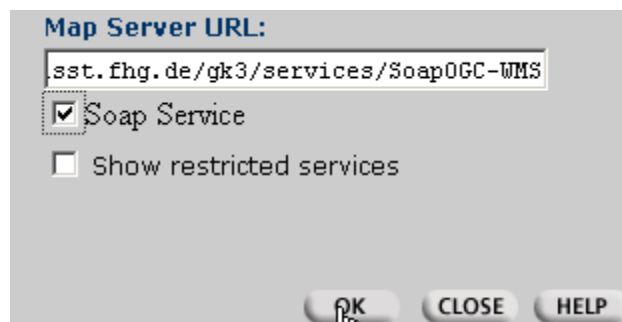 Map Server URL:
.sst.fhg.de/gk3/services/SoapOGC-WMS
Soap Service
Show restricted services
OK CLOSE HELP